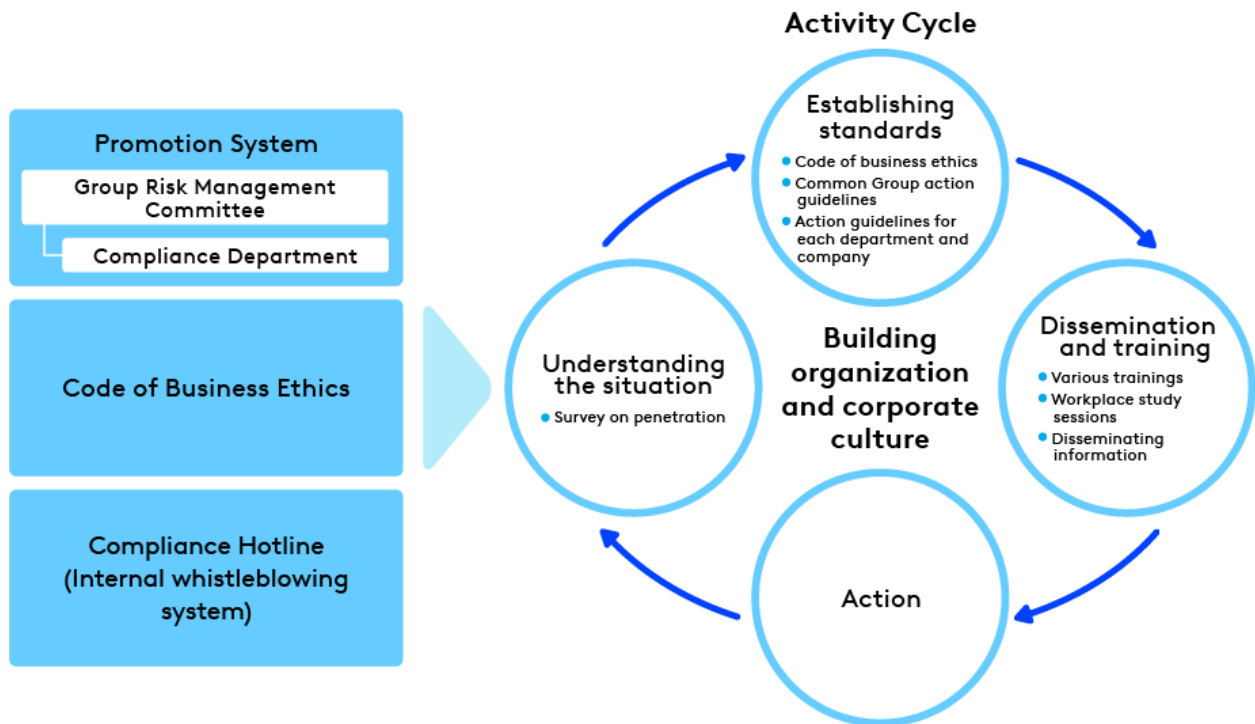 Promotion System
Group Risk Management
Committee
Compliance Department
Code of Business Ethics
Compliance Hotline
(Internal whistleblowing
system)
Activity Cycle
Establishing
standards
Code of business ethics
Common Group action
guidelines
Action guidelines for
each department and
company
Dissemination
and training
Various trainings
Workplace study
sessions
Disseminating
information
Action
Understanding
the situation
Survey on penetration
Building
organization
and corporate
culture